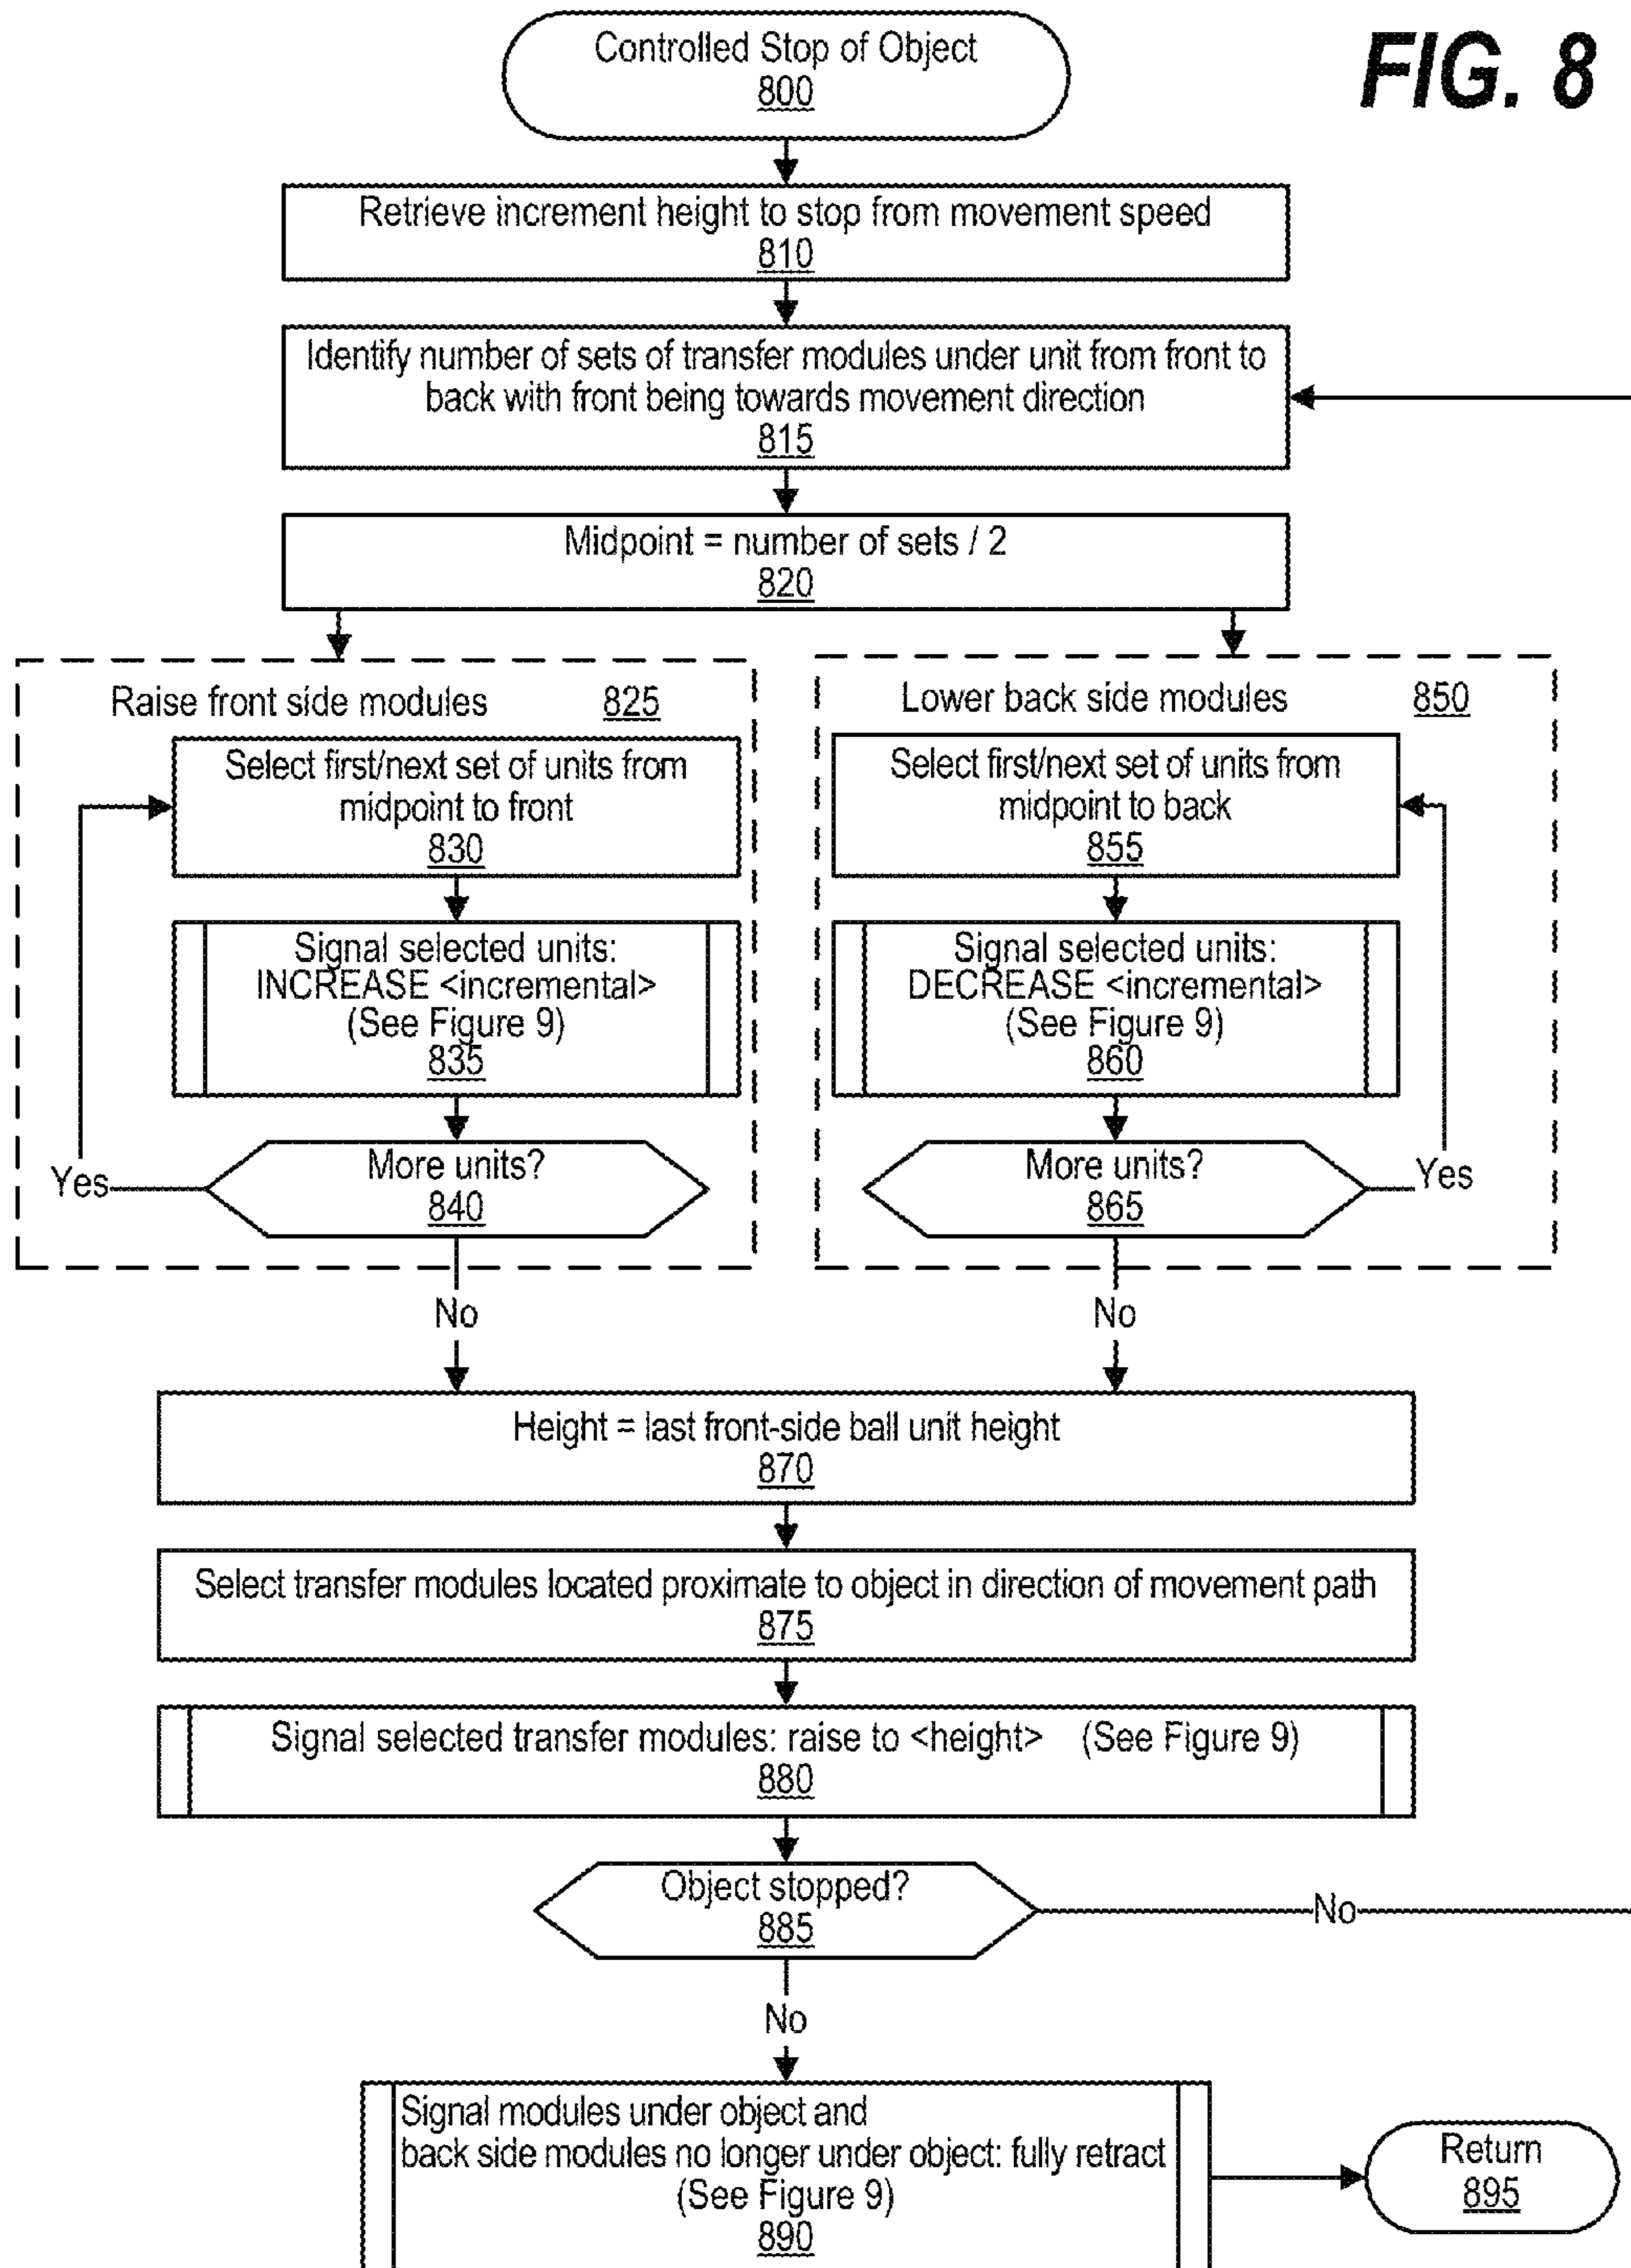 FIG. 8
Controlled Stop of Object
800
Retrieve increment height to stop from movement speed
810
Identify number of sets of transfer modules under unit from front to
back with front being towards movement direction
815
Midpoint = number of sets / 2
820
Raise front side modules 825
Select first/next set of units from
midpoint to front
830
Signal selected units:
INCREASE <incremental>
(See Figure 9)
835
More units?
840
Yes
No
Lower back side modules 850
Select first/next set of units from
midpoint to back
855
Signal selected units:
DECREASE <incremental>
(See Figure 9)
860
More units?
865
Yes
No
Height = last front-side ball unit height
870
Select transfer modules located proximate to object in direction of movement path
875
Signal selected transfer modules: raise to <height> (See Figure 9)
880
Object stopped?
885
No
No
Signal modules under object and
back side modules no longer under object: fully retract
(See Figure 9)
890
Return
895